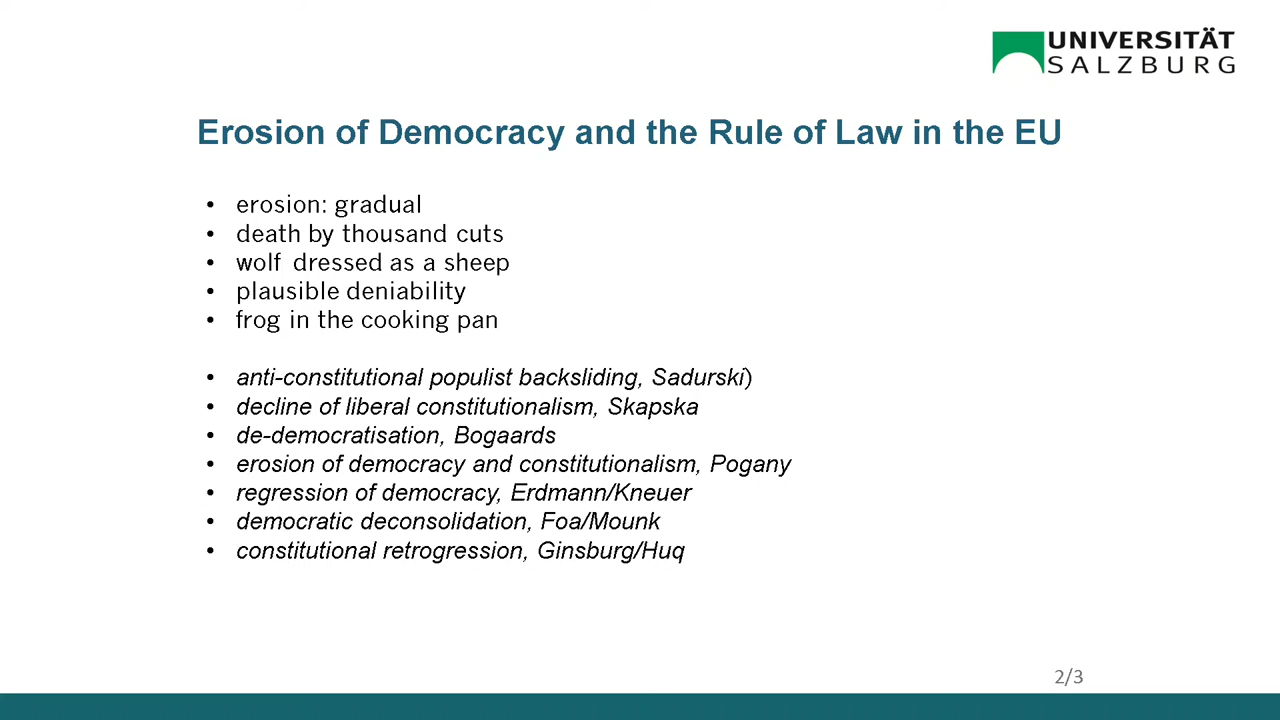 UNIVERSITÄT
SALZBURG
Erosion of Democracy and the Rule of Law in the EU
• erosion: gradual
• death by thousand cuts
• wolf dressed as a sheep
• plausible deniability
• frog in the cooking pan
• anti-constitutional populist backsliding, Sadurski)
• decline of liberal constitutionalism, Skapska
• de-democratisation, Bogaards
• erosion of democracy and constitutionalism, Pogany
• regression of democracy, Erdmann/Kneuer
• democratic deconsolidation, Foa/Mounk
• constitutional retrogression, Ginsburg/Huq
2/3